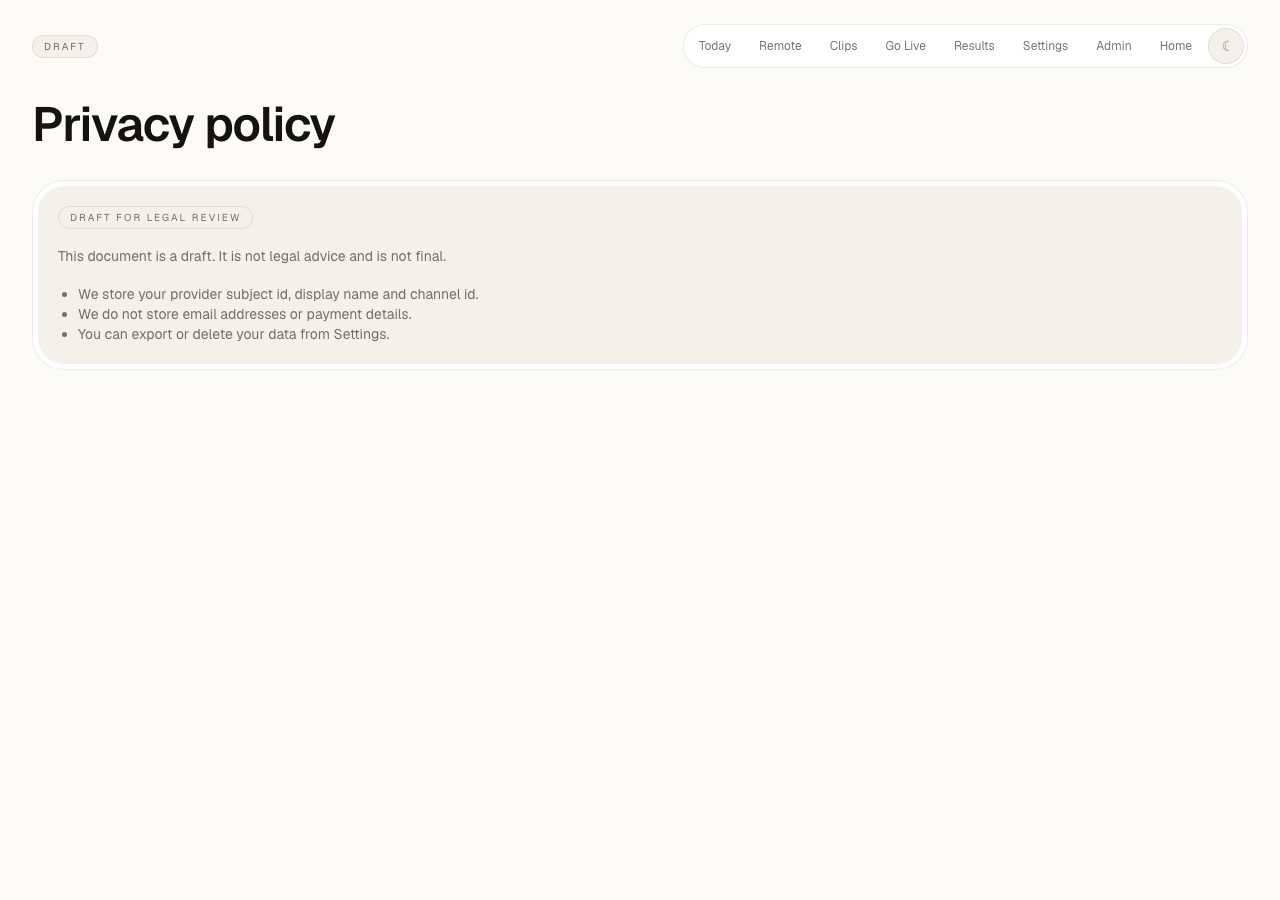 DRAFT
Today Remote Clips Go Live Results Settings Admin Home
Privacy policy
DRAFT FOR LEGAL REVIEW
This document is a draft. It is not legal advice and is not final.
We store your provider subject id, display name and channel id.
We do not store email addresses or payment details.
You can export or delete your data from Settings.